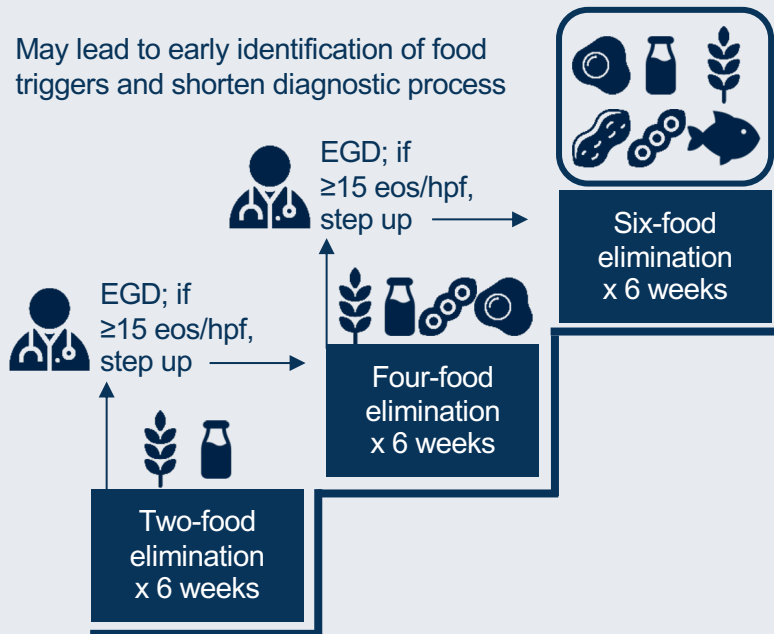 May lead to early identification of food
triggers and shorten diagnostic process
EGD; if
≥15 eos/hpf,
step up
Six-food
elimination
x 6 weeks
EGD; if
≥15 eos/hpf,
step up
Four-food
elimination
x 6 weeks
Two-food
elimination
x 6 weeks